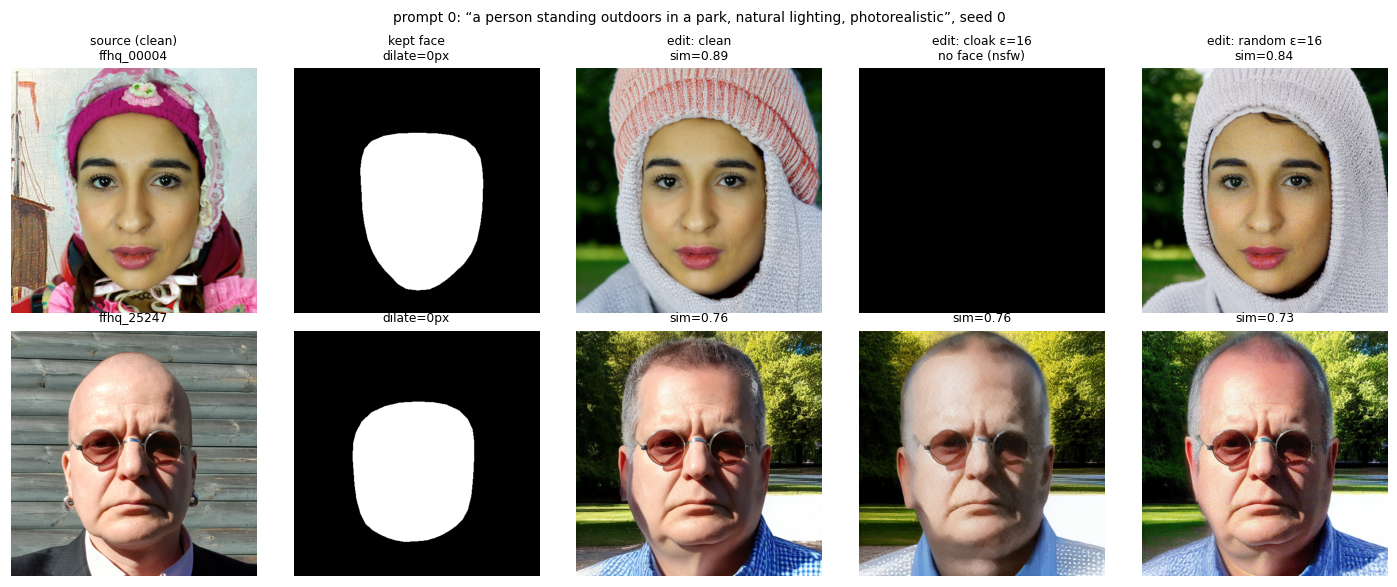 prompt 0: “a person standing outdoors in a park, natural lighting, photorealistic”, seed 0
source (clean)
ffhq_00004
kept face
dilate=0px
edit: clean
sim=0.89
edit: cloak ε=16
no face (nsfw)
edit: random ε=16
sim=0.84
ffhq_25247
dilate=0px
sim=0.76
sim=0.76
sim=0.73